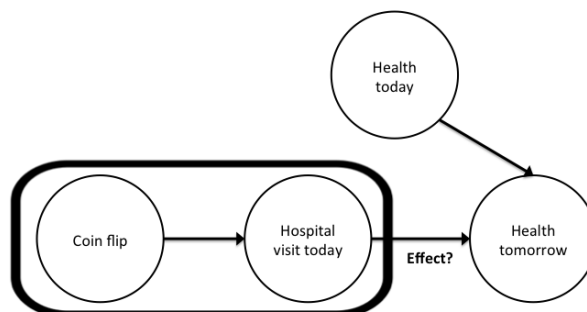 Health
today
Coin flip
Hospital
visit today
Effect?
Health
tomorrow